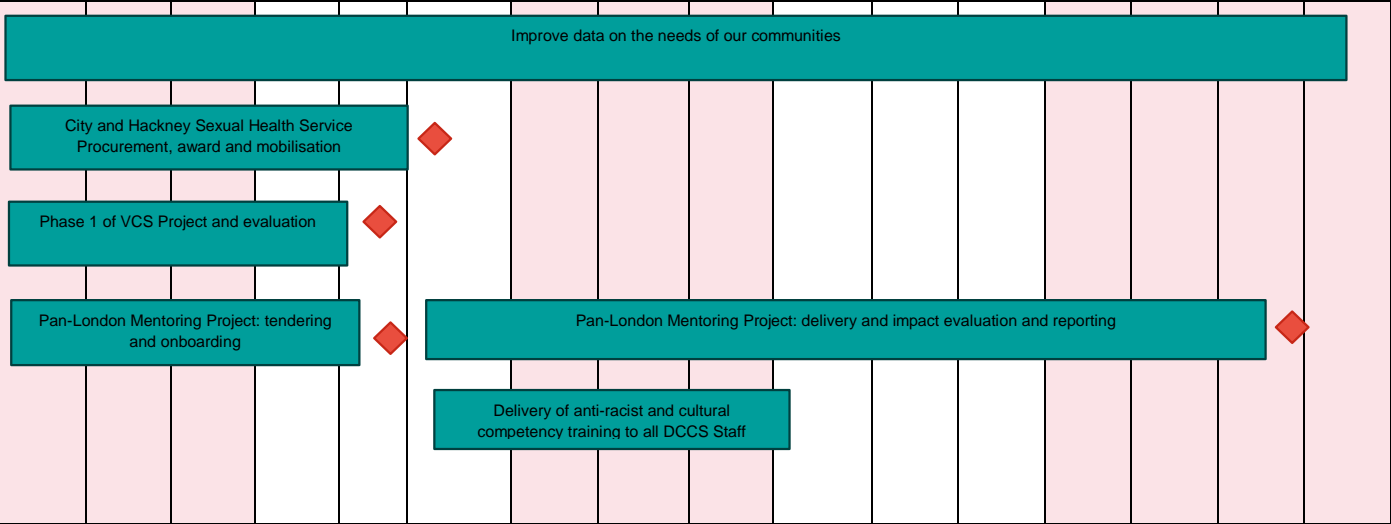 Improve data on the needs of our communities
City and Hackney Sexual Health Service
Procurement, award and mobilisation
Phase 1 of VCS Project and evaluation
Pan-London Mentoring Project: tendering
and onboarding
Pan-London Mentoring Project: delivery and impact evaluation and reporting
Delivery of anti-racist and cultural
competency training to all DCCS Staff